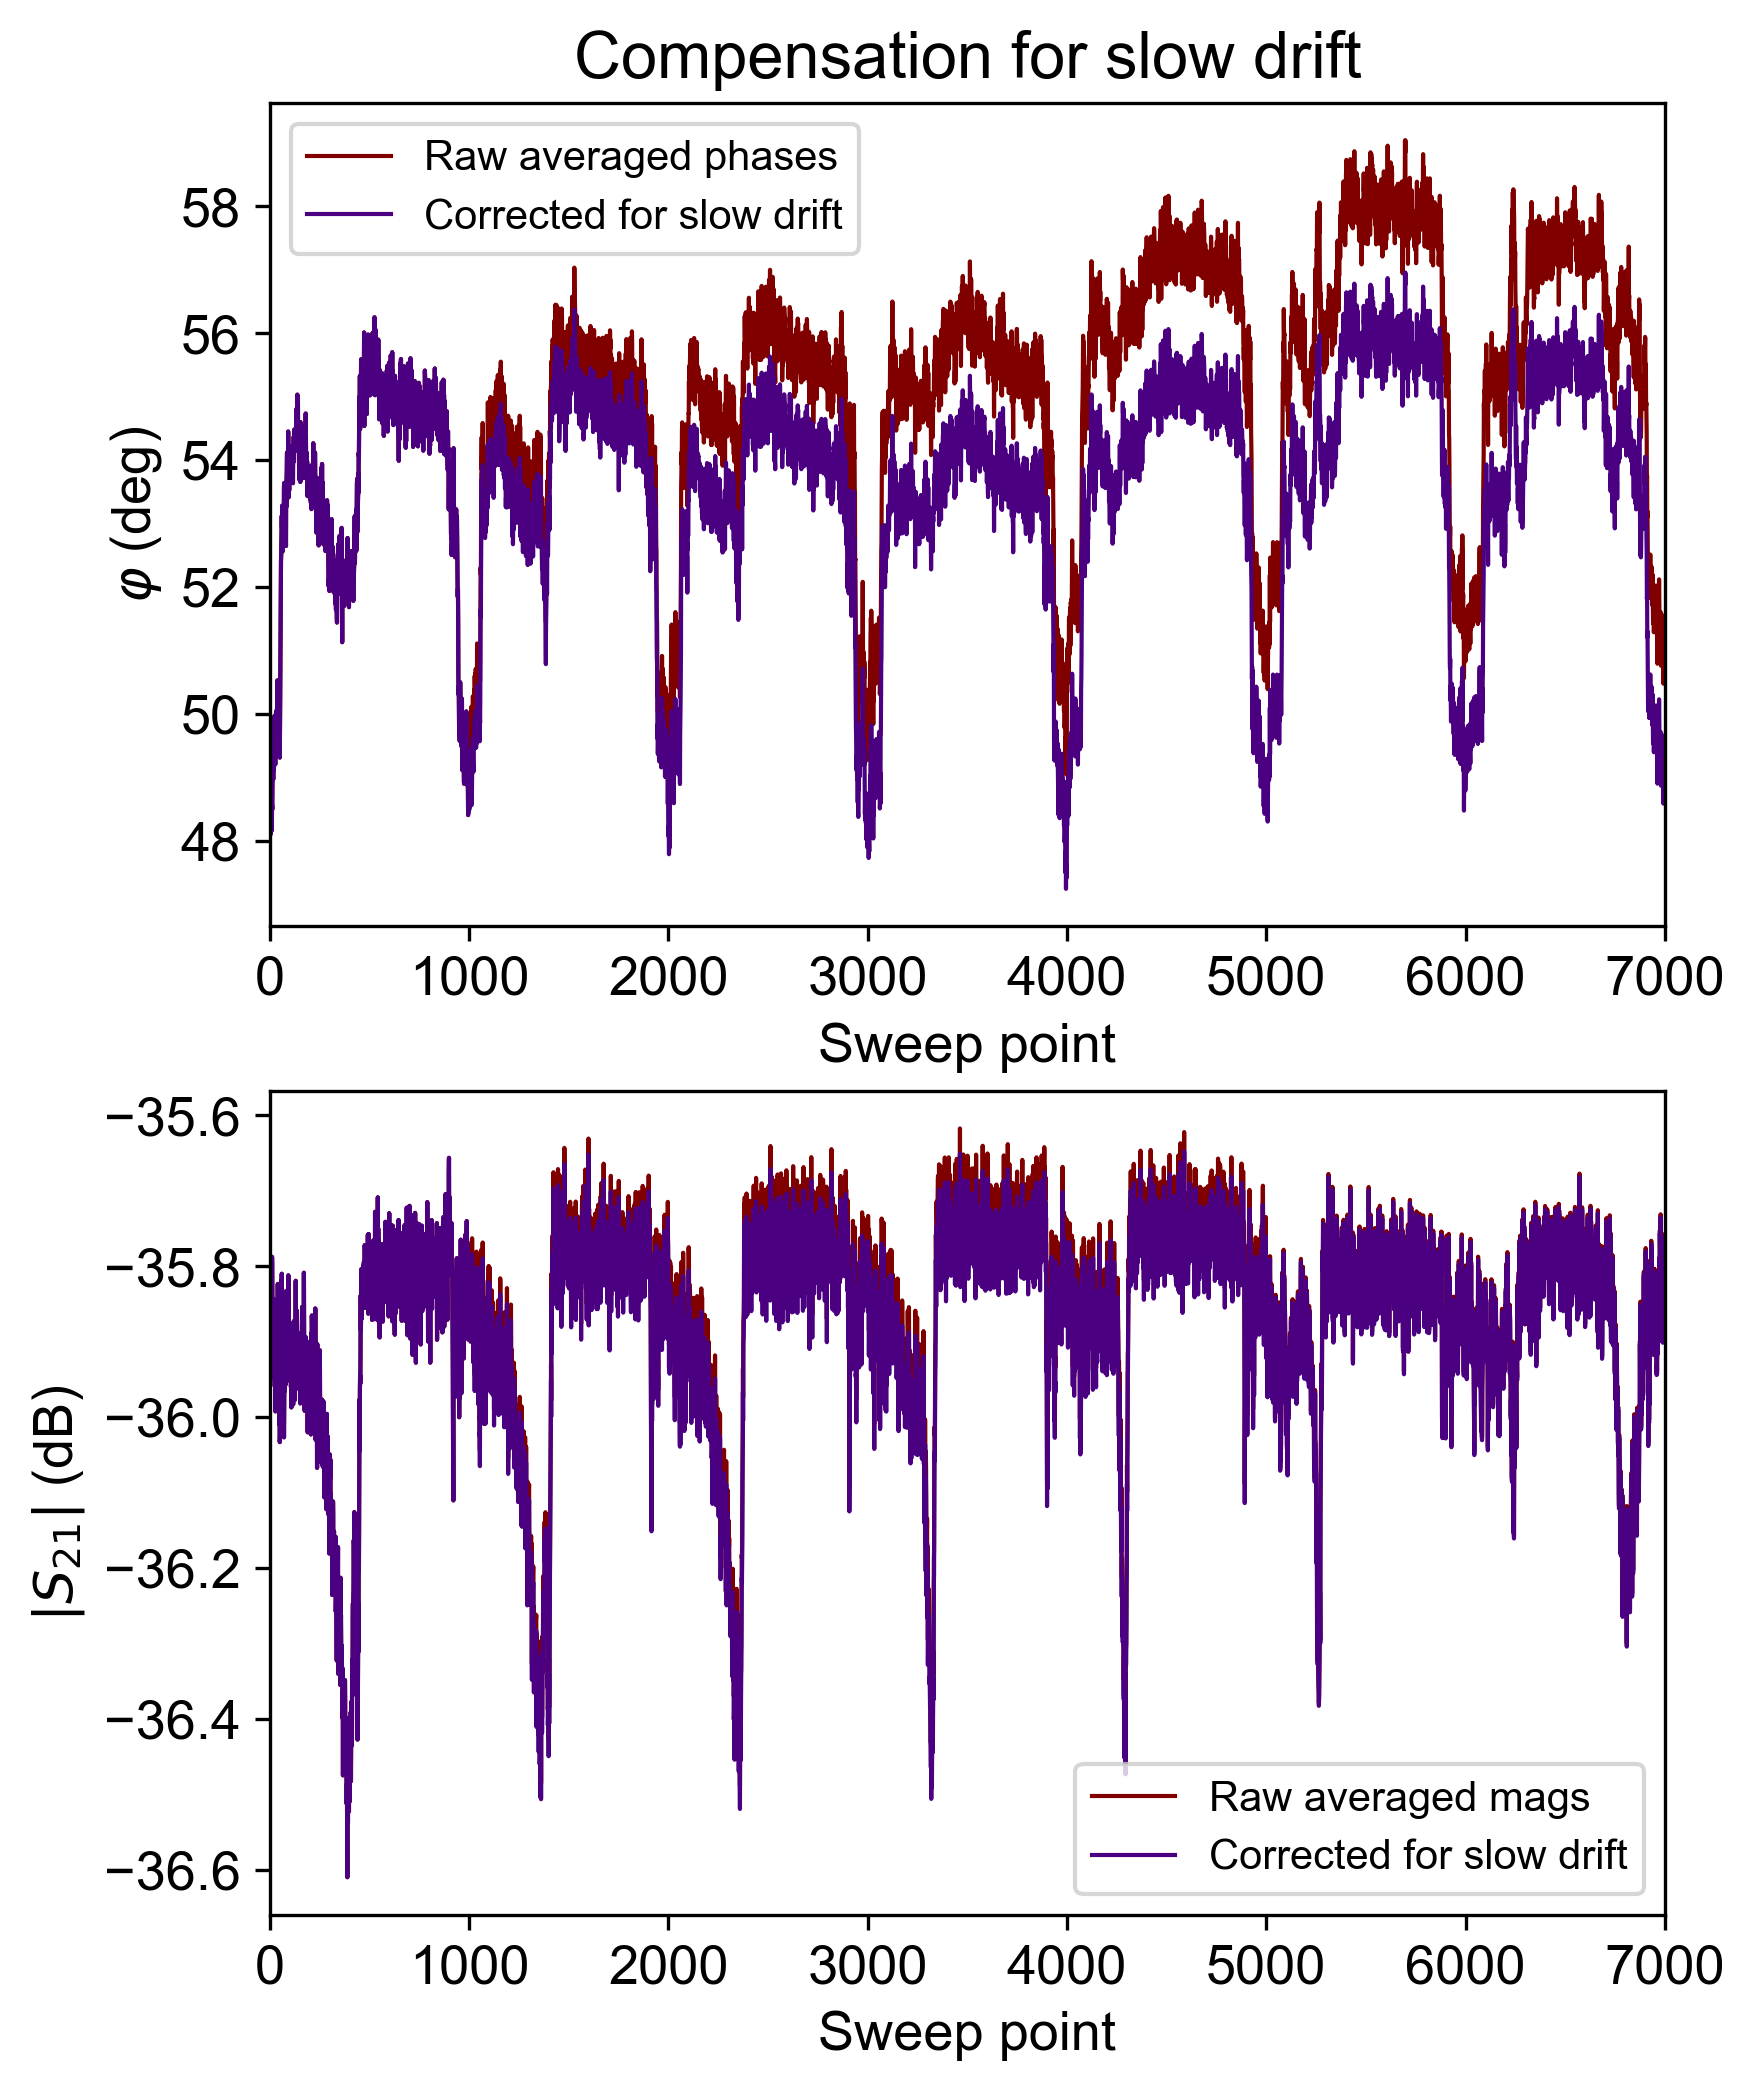 Compensation for slow drift
Raw averaged phases
Corrected for slow drift
φ (deg)
58
56
54
52
50
48
0 1000 2000 3000 4000 5000 6000 7000
Sweep point
−35.6
−35.8
−36.0
−36.2
−36.4
−36.6
|S₂₁| (dB)
Raw averaged mags
Corrected for slow drift
0 1000 2000 3000 4000 5000 6000 7000
Sweep point